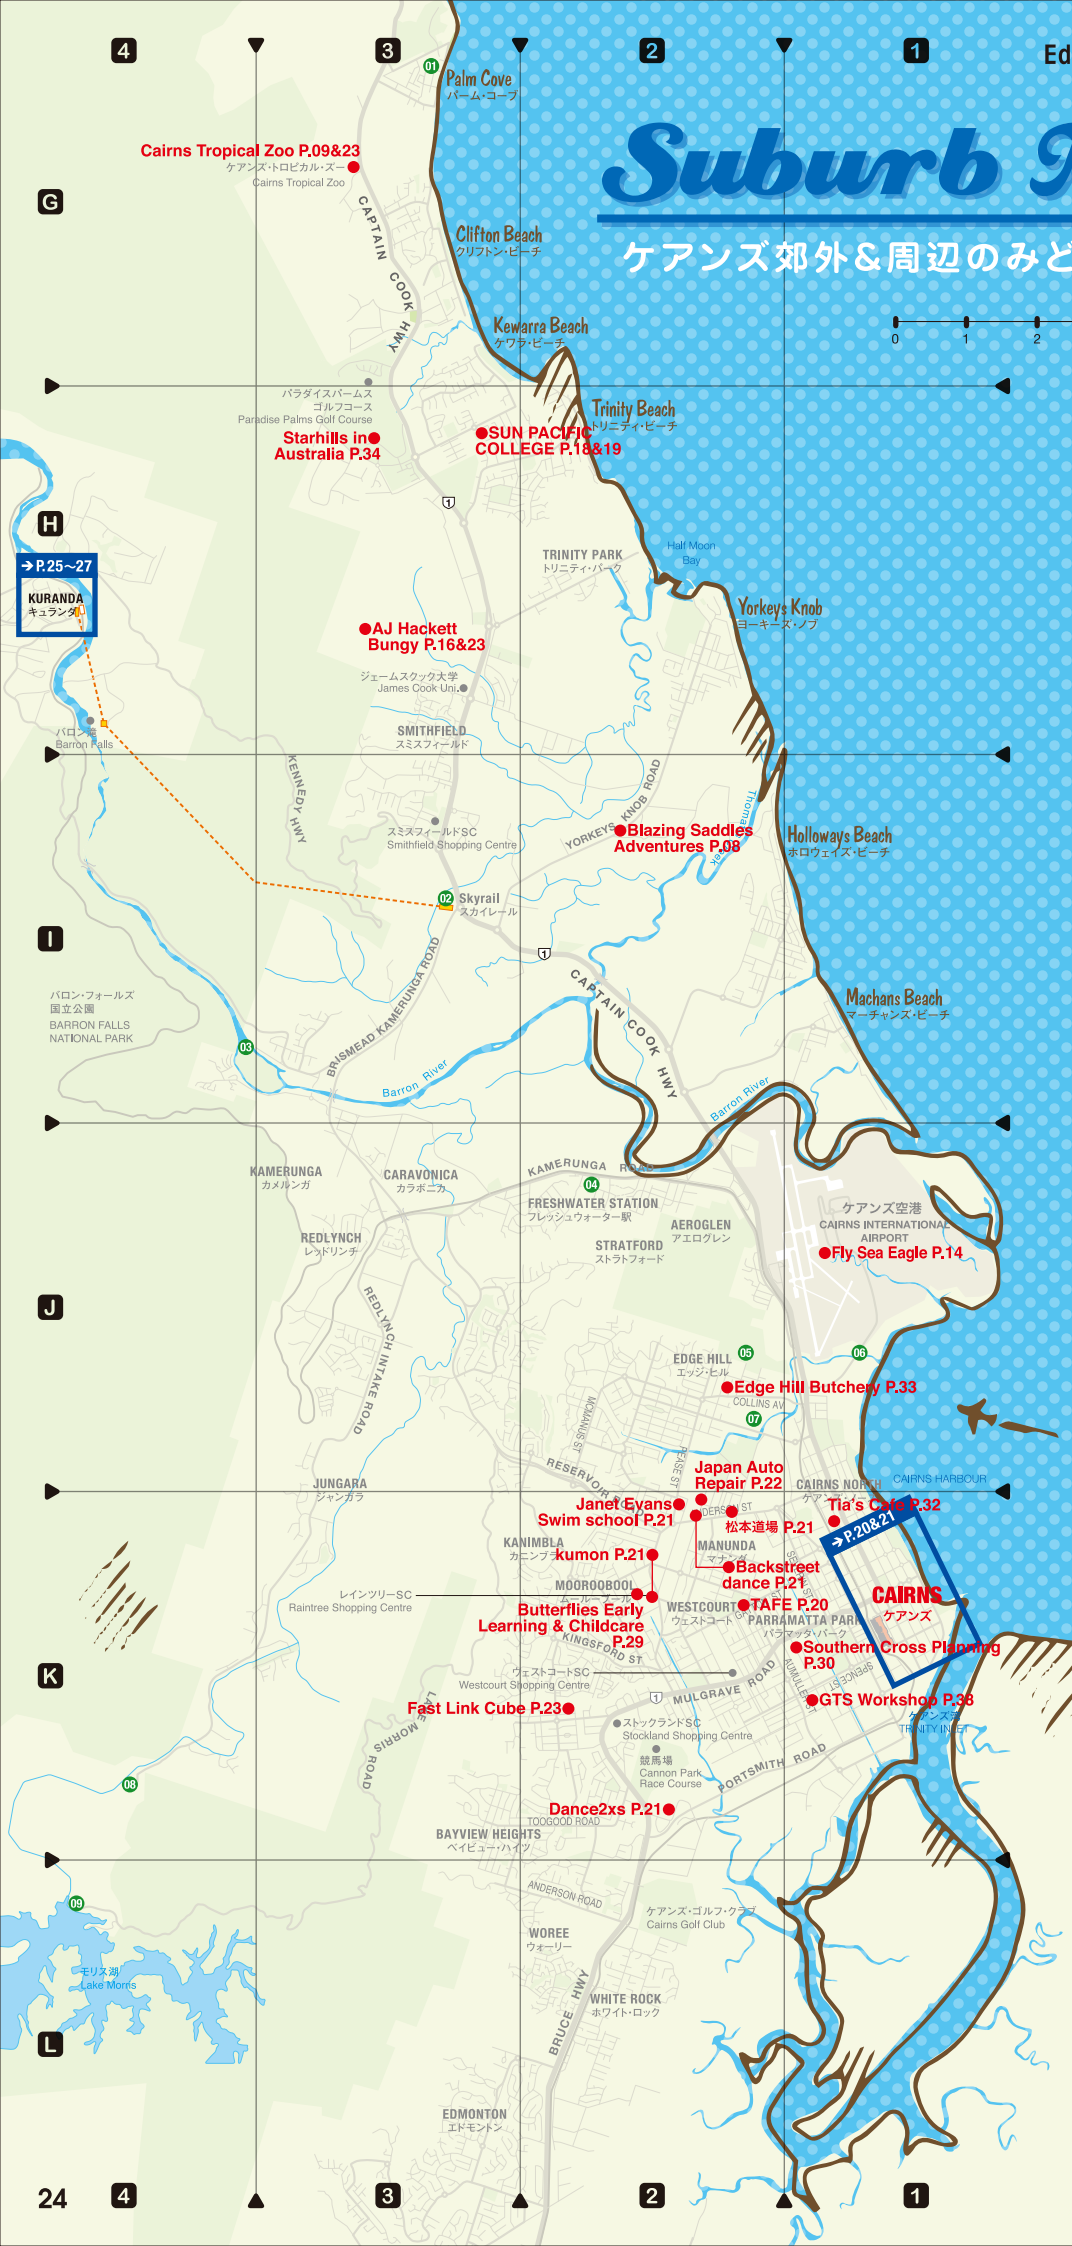 4
3
2
1
Ed
01
Palm Cove
パーム・コーブ
Suburb
ケアンズ郊外&周辺のみど
0
1
2
Cairns Tropical Zoo P.09&23
ケアンズ・トロピカル・ズー
Cairns Tropical Zoo
G
CAPTAIN COOK HWY
Clifton Beach
クリフトン・ビーチ
Kewarra Beach
ケワラ・ビーチ
パラダイスパームス
ゴルフコース
Paradise Palms Golf Course
Trinity Beach
トリニティ・ビーチ
Starhills in
Australia P.34
SUN PACIFIC
COLLEGE P.18&19
1
H
TRINITY PARK
トリニティ・パーク
Half Moon
Bay
→P.25〜27
KURANDA
キュランダ
Yorkeys Knob
ヨーキーズ・ノブ
AJ Hackett
Bungy P.16&23
ジェームスクック大学
James Cook Uni.
SMITHFIELD
スミスフィールド
バロン滝
Barron Falls
KENNEDY HWY
YORKEYS KNOB ROAD
スミスフィールドSC
Smithfield Shopping Centre
Blazing Saddles
Adventures P.08
Holloways Beach
ホロウェイズ・ビーチ
02
Skyrail
スカイレール
I
1
CAPTAIN COOK HWY
BRISMEAD KAMERUNGA ROAD
バロン・フォールズ
国立公園
BARRON FALLS
NATIONAL PARK
Machans Beach
マーチャンズ・ビーチ
03
Barron River
Barron River
KAMERUNGA
カメルンガ
CARAVONICA
カラボニカ
KAMERUNGA ROAD
04
FRESHWATER STATION
フレッシュウォーター駅
ケアンズ空港
CAIRNS INTERNATIONAL
AIRPORT
AEROGLEN
アエログレン
REDLYNCH
レッドリンチ
STRATFORD
ストラトフォード
Fly Sea Eagle P.14
J
REDLYNCH INTAKE ROAD
05
06
EDGE HILL
エッジ・ヒル
Edge Hill Butchery P.33
COLLINS AV
07
MCMANUS ST
PEASE ST
RESERVOIR ROAD
Japan Auto
Repair P.22
JUNGARA
ジャンガラ
CAIRNS NORTH
CAIRNS HARBOUR
Tia's Cafe P.32
Janet Evans
Swim school P.21
松本道場 P.21
→P.20&21
KANIMBLA
カニンブラ
kumon P.21
MANUNDA
マナンダ
Backstreet
dance P.21
MOOROOBOOL
ムールーブール
レインツリーSC
Raintree Shopping Centre
CAIRNS
ケアンズ
Butterflies Early
Learning & Childcare
P.29
WESTCOURT
ウェストコート
TAFE P.20
PARRAMATTA PARK
パラマッタ・パーク
KINGSFORD ST
Southern Cross Planning
P.30
K
ウェストコートSC
Westcourt Shopping Centre
MULGRAVE ROAD
AUMULLER ST
SPENCE ST
1
GTS Workshop P.38
ケアンズ湾
TRINITY INLET
Fast Link Cube P.23
LAKE MORRIS ROAD
ストックランドSC
Stockland Shopping Centre
競馬場
Cannon Park
Race Course
PORTSMITH ROAD
08
Dance2xs P.21
TOOGOOD ROAD
BAYVIEW HEIGHTS
ベイビュー・ハイツ
ANDERSON ROAD
09
ケアンズ・ゴルフ・クラブ
Cairns Golf Club
WOREE
ウォーリー
モリス湖
Lake Morris
WHITE ROCK
ホワイト・ロック
BRUCE HWY
L
EDMONTON
エドモントン
24
4
3
2
1